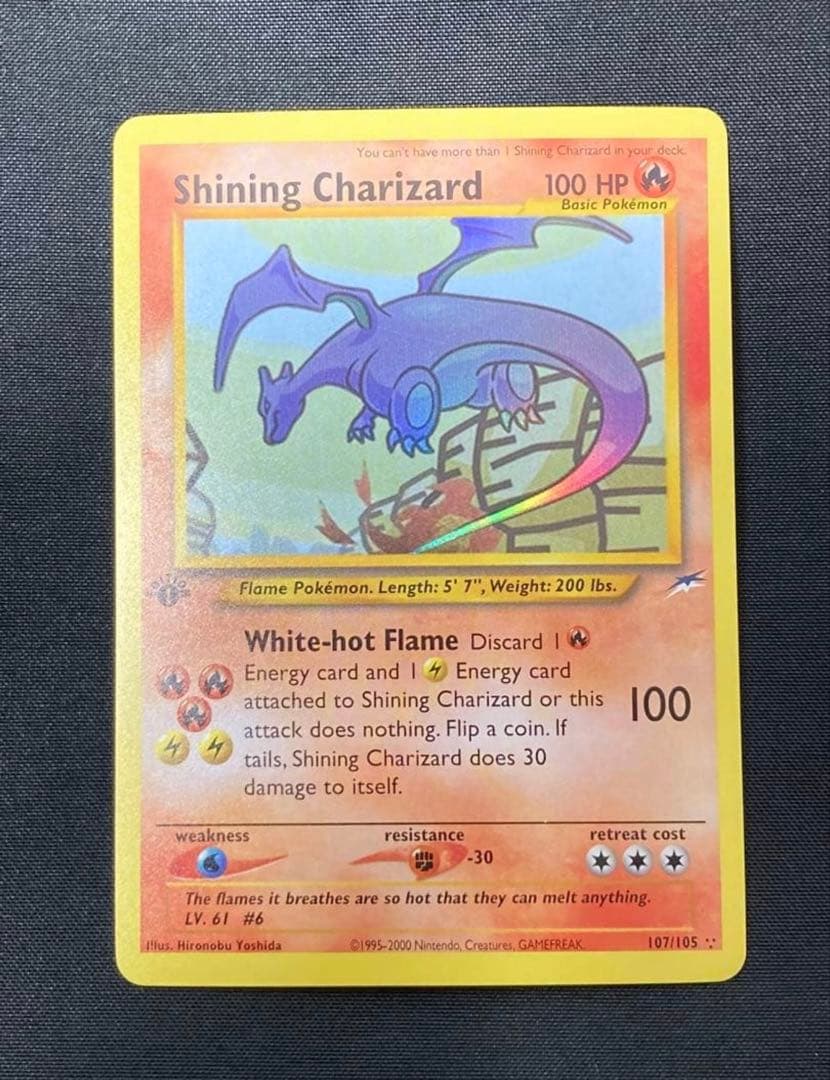 You can't have more than 1 Shining Charizard in your deck.
Shining Charizard 100 HP
Basic Pokémon
Flame Pokémon. Length: 5' 7", Weight: 200 lbs.
White-hot Flame Discard 1
Energy card and 1 Energy card
attached to Shining Charizard or this
attack does nothing. Flip a coin. If
tails, Shining Charizard does 30
damage to itself.
100
weakness resistance retreat cost
-30
The flames it breathes are so hot that they can melt anything.
LV. 61 #6
Illus. Hironobu Yoshida ©1995-2000 Nintendo, Creatures, GAMEFREAK. 107/105